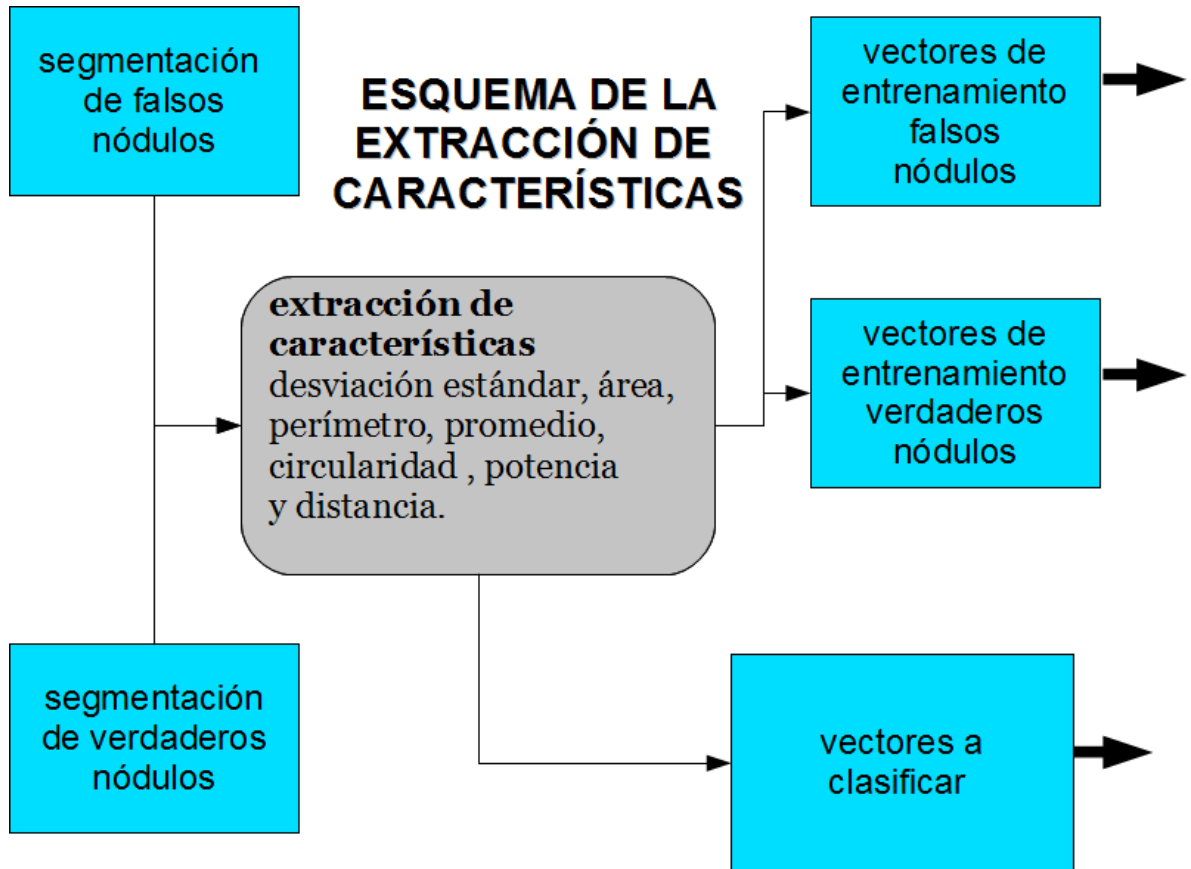 segmentación
de falsos
nódulos
ESQUEMA DE LA
EXTRACCIÓN DE
CARACTERÍSTICAS
vectores de
entrenamiento
falsos
nódulos
extracción de
características
desviación estándar, área,
perímetro, promedio,
circularidad , potencia
y distancia.
vectores de
entrenamiento
verdaderos
nódulos
segmentación
de verdaderos
nódulos
vectores a
clasificar